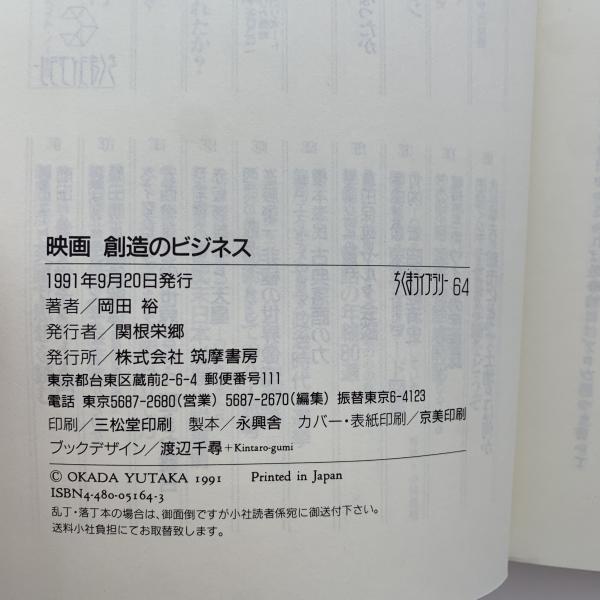 映画 創造のビジネス
1991年9月20日発行
ちくまライブラリー 64
著者／岡田 裕
発行者／関根栄郷
発行所／株式会社 筑摩書房
東京都台東区蔵前2-6-4 郵便番号111
電話 東京5687-2680(営業) 5687-2670(編集) 振替東京6-4123
印刷／三松堂印刷 製本／永興舎 カバー・表紙印刷／京美印刷
ブックデザイン／渡辺千尋+Kintaro-gumi
© OKADA YUTAKA 1991 Printed in Japan
ISBN4-480-05164-3
乱丁・落丁本の場合は、御面倒ですが小社読者係宛に御送付下さい。
送料小社負担にてお取替致します。